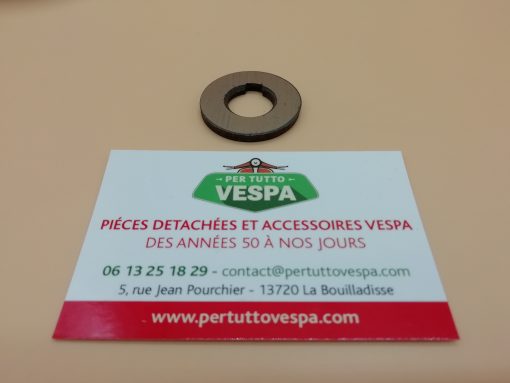 PER TUTTO
VESPA
PIÉCES DETACHÉES ET ACCESSOIRES VESPA
DES ANNÉES 50 À NOS JOURS
06 13 25 18 29 - contact@pertuttovespa.com
5, rue Jean Pourchier - 13720 La Bouilladisse
www.pertuttovespa.com